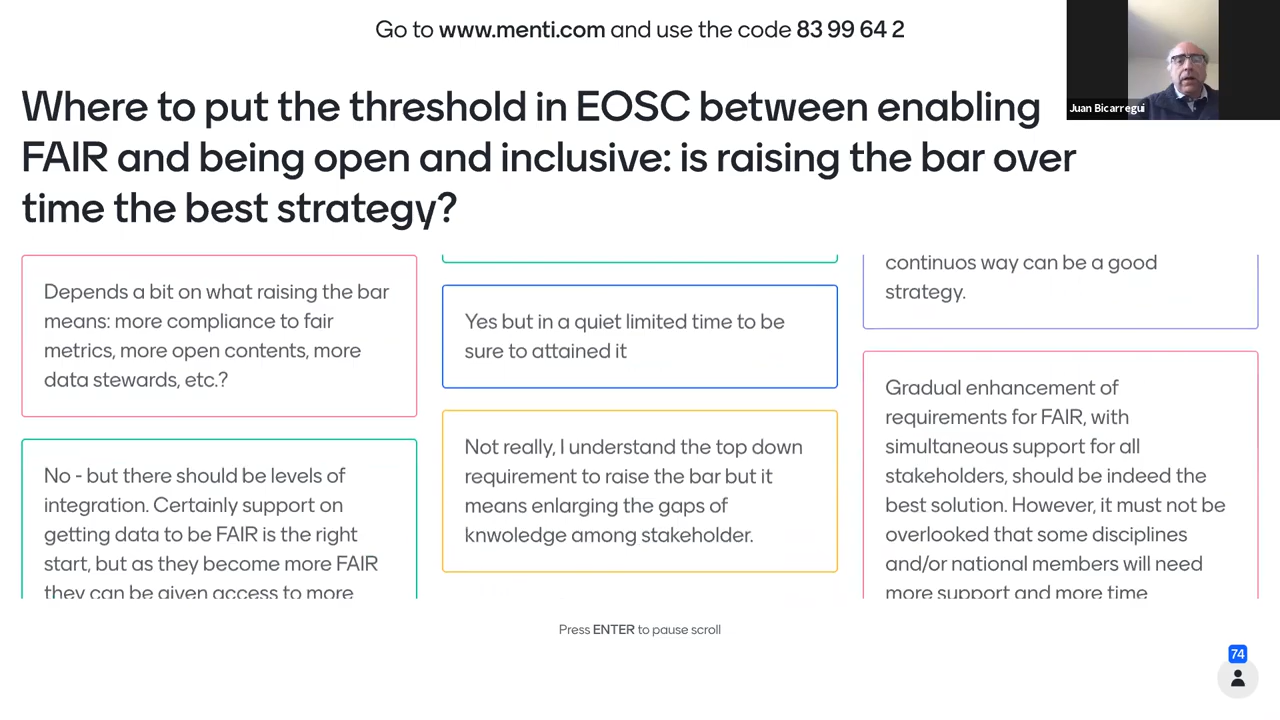 Go to www.menti.com and use the code 83 99 64 2
Juan Bicarregui
Where to put the threshold in EOSC between enabling
FAIR and being open and inclusive: is raising the bar over
time the best strategy?
Depends a bit on what raising the bar
means: more compliance to fair
metrics, more open contents, more
data stewards, etc.?
No - but there should be levels of
integration. Certainly support on
getting data to be FAIR is the right
start, but as they become more FAIR
they can be given access to more
Yes but in a quiet limited time to be
sure to attained it
Not really, I understand the top down
requirement to raise the bar but it
means enlarging the gaps of
knwoledge among stakeholder.
continuos way can be a good
strategy.
Gradual enhancement of
requirements for FAIR, with
simultaneous support for all
stakeholders, should be indeed the
best solution. However, it must not be
overlooked that some disciplines
and/or national members will need
more support and more time
Press ENTER to pause scroll
74